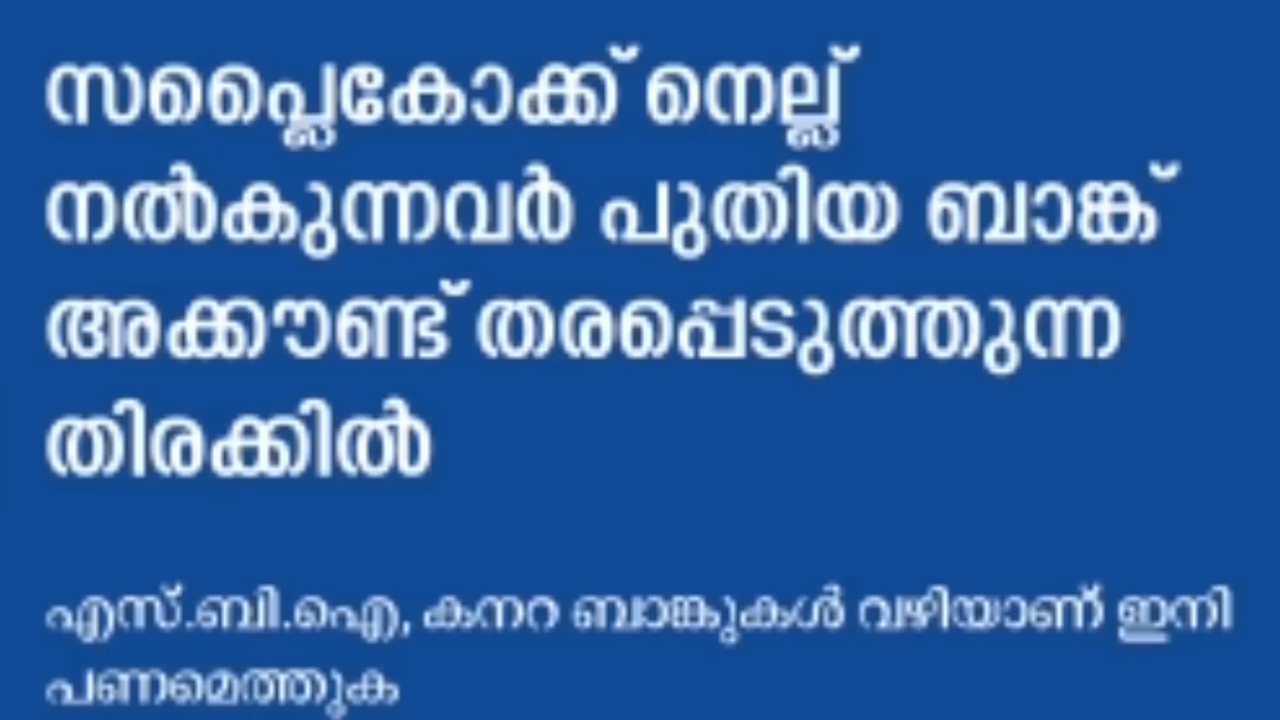 സപ്ലൈകോക്ക് നെല്ല്
നൽകുന്നവർ പുതിയ ബാങ്ക്
അക്കൗണ്ട് തരപ്പെടുത്തുന്ന
തിരക്കിൽ
എസ്.ബി.ഐ, കനറ ബാങ്കുകൾ വഴിയാണ് ഇനി
പണമെത്തുക